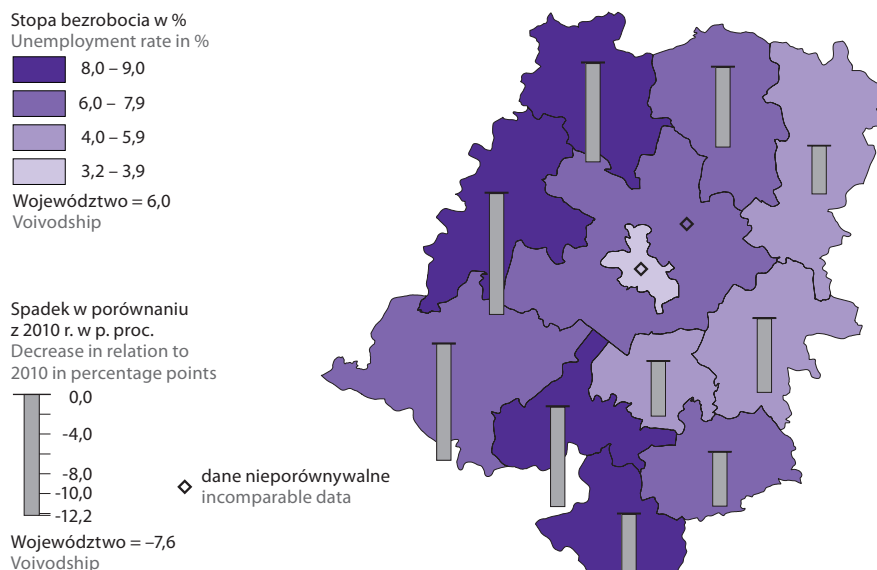 Stopa bezrobocia w %
Unemployment rate in %
8,0 – 9,0
6,0 – 7,9
4,0 – 5,9
3,2 – 3,9
Województwo = 6,0
Voivodship
Spadek w porównaniu
z 2010 r. w p. proc.
Decrease in relation to
2010 in percentage points
0,0
-4,0
-8,0
-10,0
-12,2
Województwo = –7,6
Voivodship
dane nieporównywalne
incomparable data